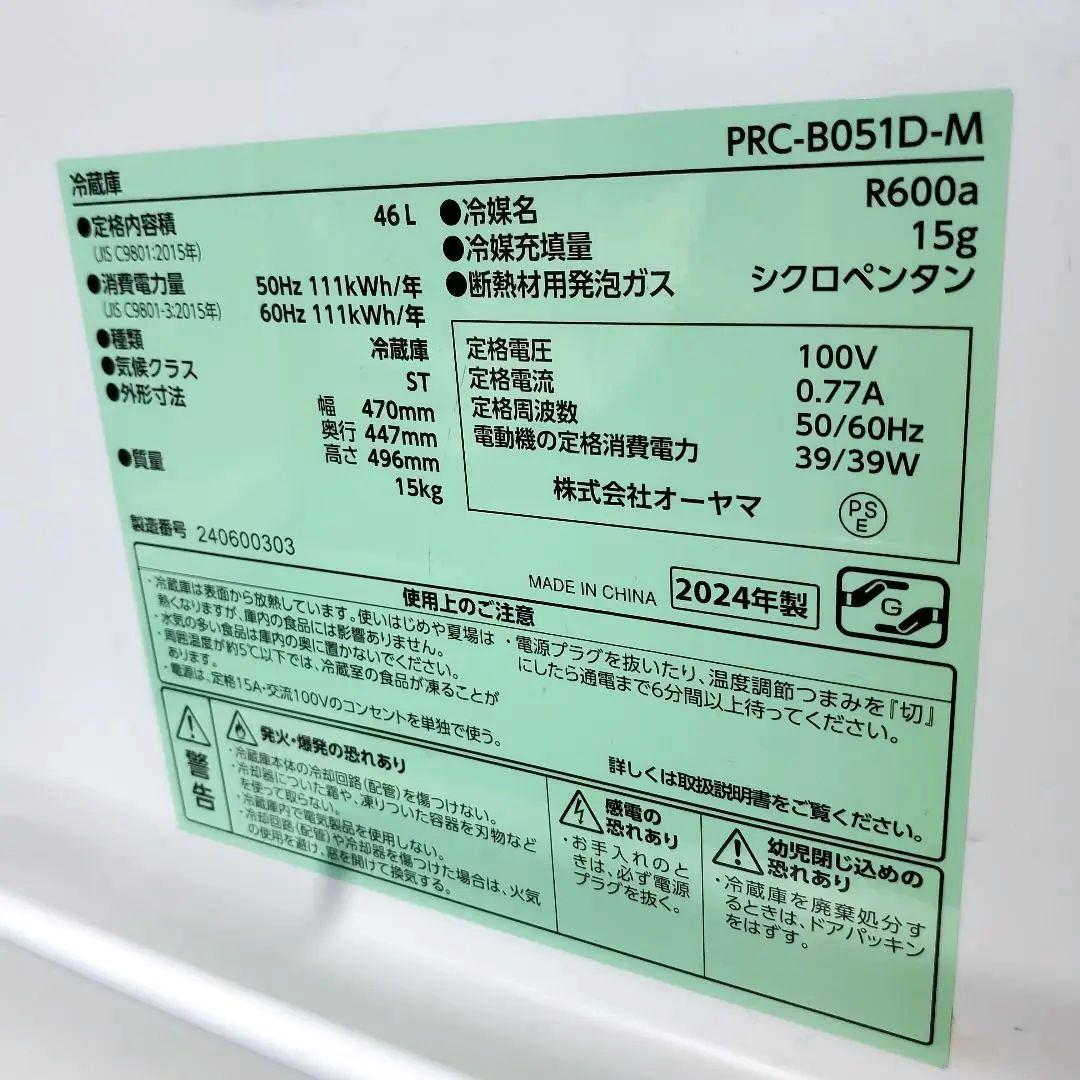 PRC-B051D-M
冷蔵庫
●定格内容積 46 L
(JIS C9801:2015年)
●消費電力量 50Hz 111kWh/年
(JIS C9801-3:2015年) 60Hz 111kWh/年
●種類 冷蔵庫
●気候クラス ST
●外形寸法 幅 470mm
奥行 447mm
高さ 496mm
●質量 15kg
●冷媒名 R600a
●冷媒充填量 15g
●断熱材用発泡ガス シクロペンタン
定格電圧 100V
定格電流 0.77A
定格周波数 50/60Hz
電動機の定格消費電力 39/39W
株式会社オーヤマ
PS
E
製造番号 240600303
MADE IN CHINA
2024年製
G
使用上のご注意
・冷蔵庫は表面から放熱しています。使いはじめや夏場は
熱くなりますが、庫内の食品には影響ありません。
・水気の多い食品は庫内の奥に置かないでください。
・周囲温度が約5℃以下では、冷蔵室の食品が凍ることが
あります。
・電源は、定格15A・交流100Vのコンセントを単独で使う。
・電源プラグを抜いたり、温度調節つまみを『切』
にしたら通電まで6分間以上待ってください。
詳しくは取扱説明書をご覧ください。
警告
発火・爆発の恐れあり
・冷蔵庫本体の冷却回路(配管)を傷つけない。
・冷却器についた霜や、凍りついた容器を刃物など
を使って取らない。
・冷蔵庫内で電気製品を使用しない。
・冷却回路(配管)や冷却器を傷つけた場合は、火気
の使用を避け、窓を開けて換気する。
感電の
恐れあり
・お手入れのと
きは、必ず電源
プラグを抜く。
幼児閉じ込めの
恐れあり
・冷蔵庫を廃棄処分す
るときは、ドアパッキン
をはずす。